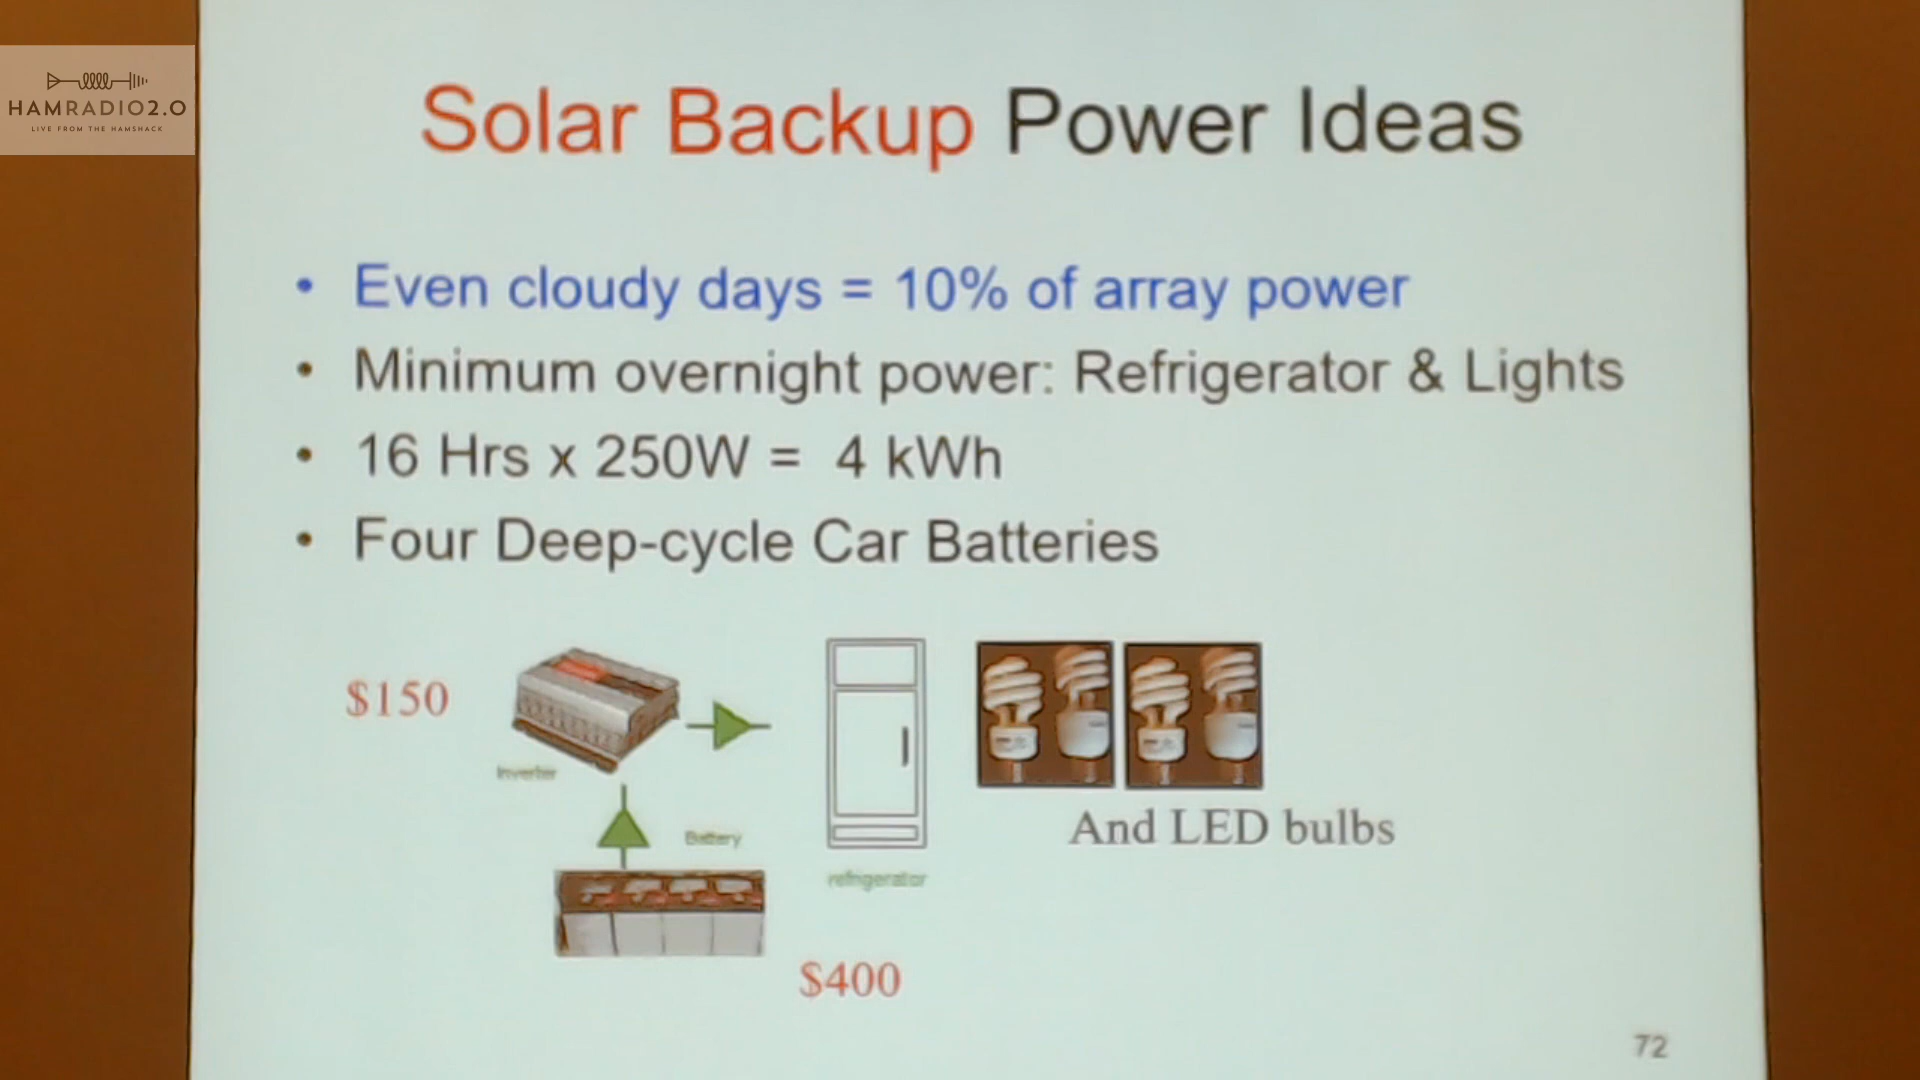 HAMRADIO2.0
LIVE FROM THE HAMSHACK
Solar Backup Power Ideas
• Even cloudy days = 10% of array power
• Minimum overnight power: Refrigerator & Lights
• 16 Hrs x 250W = 4 kWh
• Four Deep-cycle Car Batteries
$150
Inverter
Battery
refrigerator
And LED bulbs
$400
72